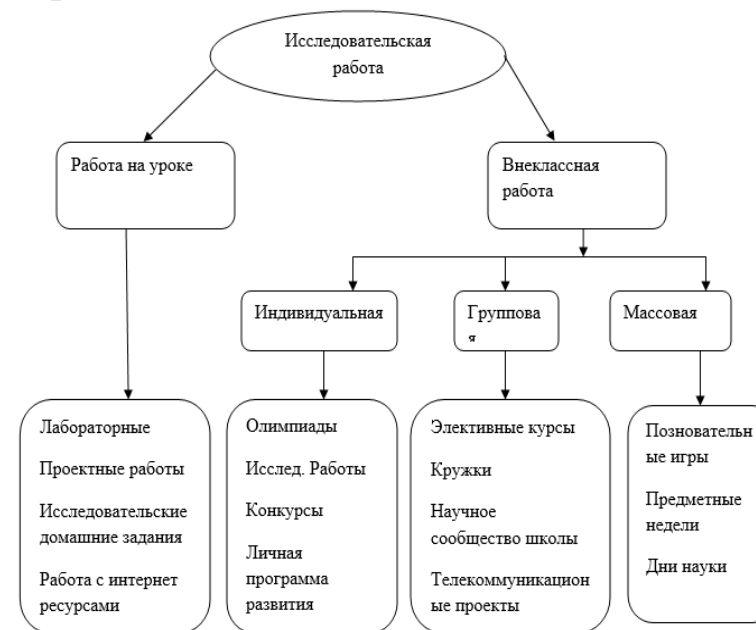 Исследовательская
работа
Работа на уроке
Внеклассная
работа
Индивидуальная
Группова
я
Массовая
Лабораторные
Проектные работы
Исследовательские
домашние задания
Работа с интернет
ресурсами
Олимпиады
Исслед. Работы
Конкурсы
Личная
программа
развития
Элективные курсы
Кружки
Научное
сообщество школы
Телекоммуникацион
ые проекты
Позновательн
ые игры
Предметные
недели
Дни науки